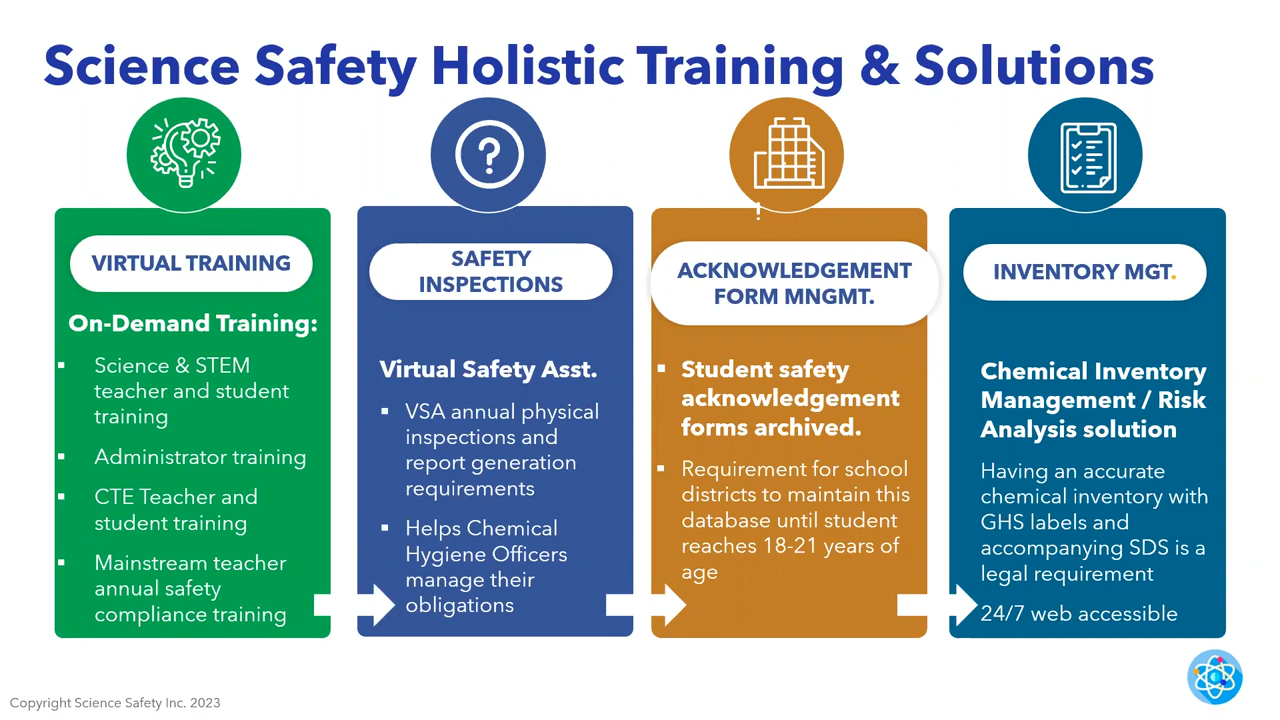 Science Safety Holistic Training & Solutions
VIRTUAL TRAINING
On-Demand Training:
▪ Science & STEM
teacher and student
training
▪ Administrator training
▪ CTE Teacher and
student training
▪ Mainstream teacher
annual safety
compliance training
?
SAFETY
INSPECTIONS
Virtual Safety Asst.
▪ VSA annual physical
inspections and
report generation
requirements
▪ Helps Chemical
Hygiene Officers
manage their
obligations
!
ACKNOWLEDGEMENT
FORM MNGMT.
▪ Student safety
acknowledgement
forms archived.
▪ Requirement for school
districts to maintain this
database until student
reaches 18-21 years of
age
INVENTORY MGT.
Chemical Inventory
Management / Risk
Analysis solution
Having an accurate
chemical inventory with
GHS labels and
accompanying SDS is a
legal requirement
24/7 web accessible
Copyright Science Safety Inc. 2023